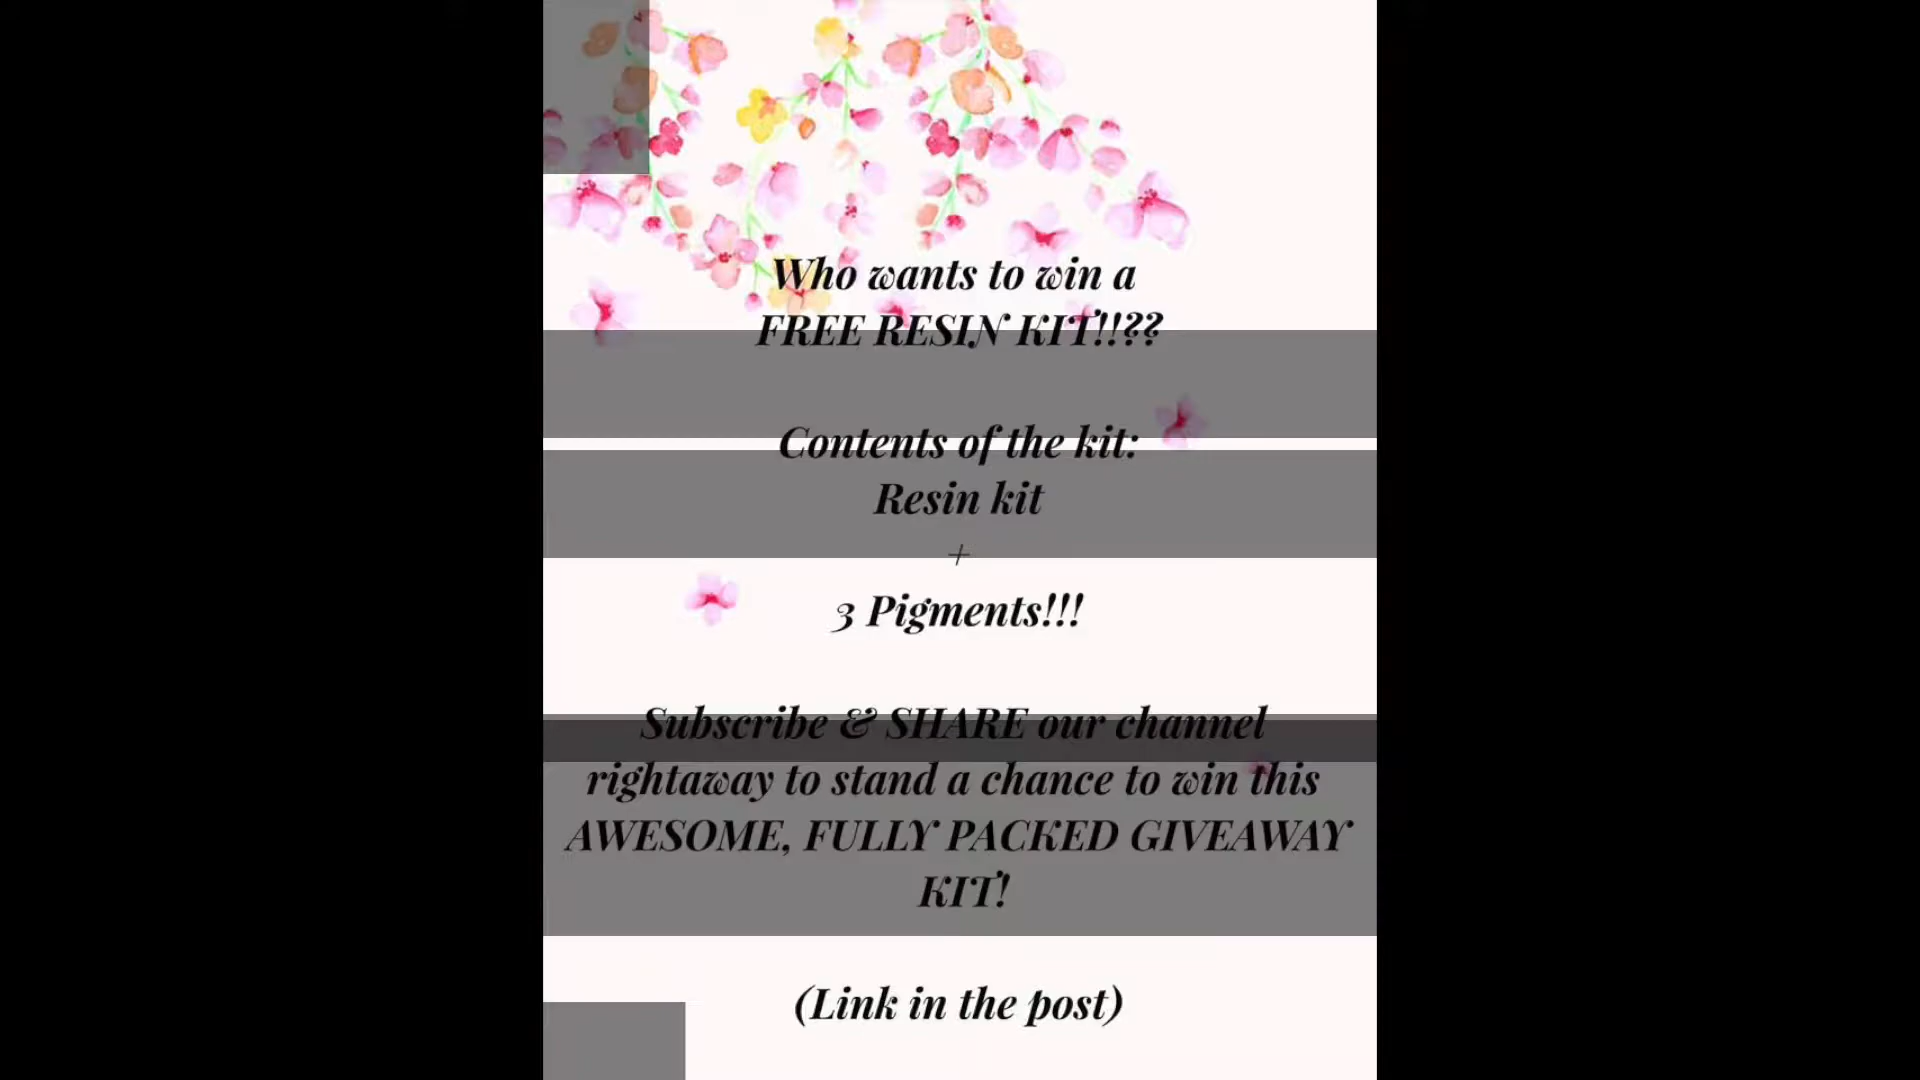 Who wants to win a
FREE RESIN KIT!!??
Contents of the kit:
Resin kit
+
3 Pigments!!!
Subscribe & SHARE our channel
rightaway to stand a chance to win this
AWESOME, FULLY PACKED GIVEAWAY
KIT!
(Link in the post)